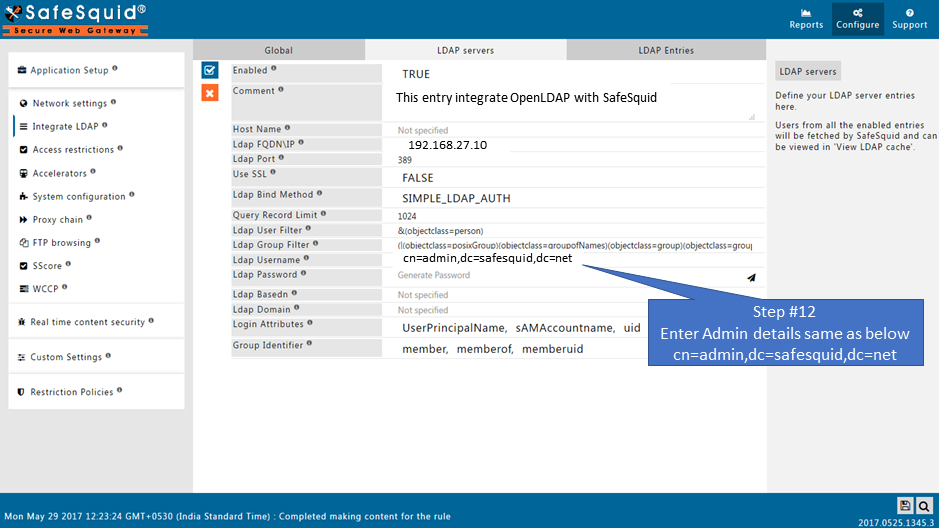 SafeSquid®
Secure Web Gateway
Reports
Configure
Support
Application Setup
Network settings
Integrate LDAP
Access restrictions
Accelerators
System configuration
Proxy chain
FTP browsing
SScore
WCCP
Real time content security
Custom Settings
Restriction Policies
Global
LDAP servers
LDAP Entries
Enabled
TRUE
Comment
This entry integrate OpenLDAP with SafeSquid
Host Name
Not specified
Ldap FQDN\IP
192.168.27.10
Ldap Port
389
Use SSL
FALSE
Ldap Bind Method
SIMPLE_LDAP_AUTH
Query Record Limit
1024
Ldap User Filter
&(objectclass=person)
Ldap Group Filter
(|(objectclass=posixGroup)(objectclass=groupofNames)(objectclass=group)(objectclass=group
Ldap Username
cn=admin,dc=safesquid,dc=net
Ldap Password
Generate Password
Ldap Basedn
Not specified
Ldap Domain
Not specified
Login Attributes
UserPrincipalName, sAMAccountname, uid
Group Identifier
member, memberof, memberuid
Step #12
Enter Admin details same as below
cn=admin,dc=safesquid,dc=net
LDAP servers
Define your LDAP server entries
here.
Users from all the enabled entries
will be fetched by SafeSquid and can
be viewed in 'View LDAP cache'.
Mon May 29 2017 12:23:24 GMT+0530 (India Standard Time) : Completed making content for the rule
2017.0525.1345.3